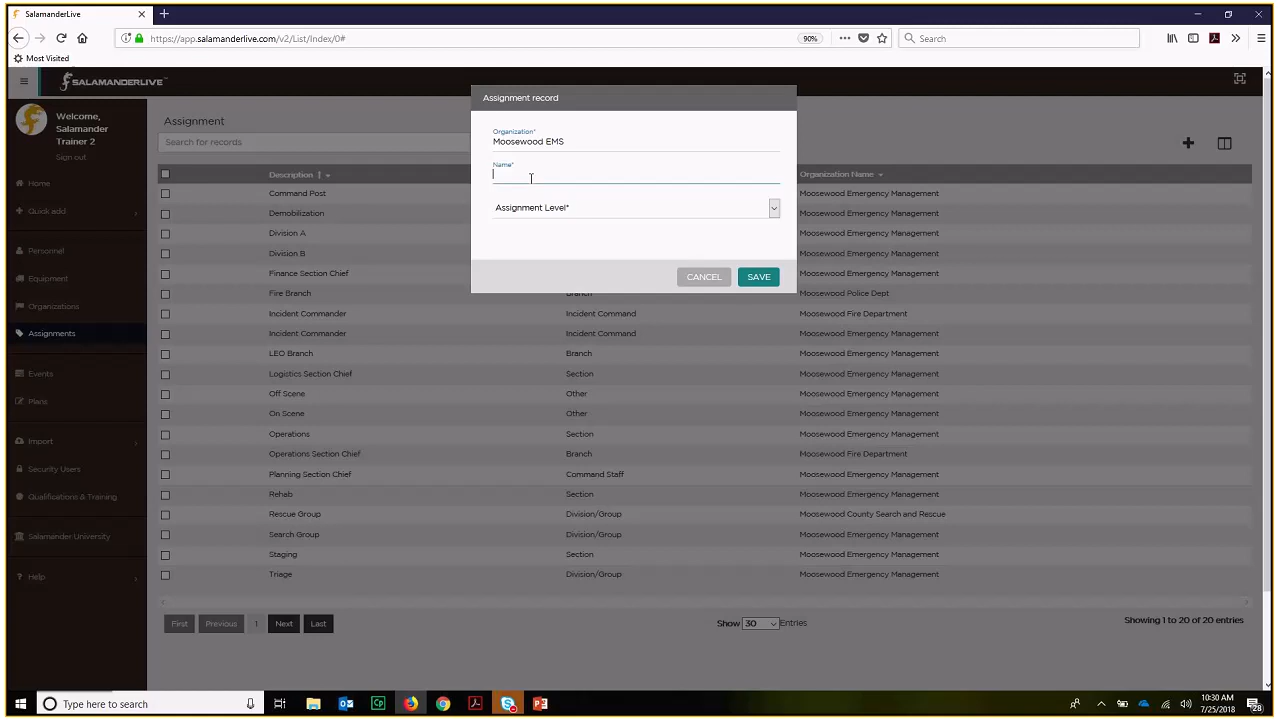 SalamanderLive
https://app.salamanderlive.com/v2/List/Index/0#
90%
Search
Most Visited
SALAMANDERLIVE™
Welcome,
Salamander
Trainer 2
Sign out
Home
Quick add
Personnel
Equipment
Organizations
Assignments
Events
Plans
Import
Security Users
Qualifications & Training
Salamander University
Help
Assignment
Search for records
Assignment record
Organization*
Moosewood EMS
Name*
Assignment Level*
CANCEL
SAVE
Description
Organization Name
Command Post Moosewood Emergency Management
Demobilization Moosewood Emergency Management
Division A Moosewood Emergency Management
Division B Moosewood Emergency Management
Finance Section Chief Moosewood Emergency Management
Fire Branch Branch Moosewood Police Dept
Incident Commander Incident Command Moosewood Fire Department
Incident Commander Incident Command Moosewood Emergency Management
LEO Branch Branch Moosewood Emergency Management
Logistics Section Chief Section Moosewood Emergency Management
Off Scene Other Moosewood Emergency Management
On Scene Other Moosewood Emergency Management
Operations Section Moosewood Emergency Management
Operations Section Chief Branch Moosewood Fire Department
Planning Section Chief Command Staff Moosewood Emergency Management
Rehab Section Moosewood Emergency Management
Rescue Group Division/Group Moosewood County Search and Rescue
Search Group Division/Group Moosewood Emergency Management
Staging Section Moosewood Emergency Management
Triage Division/Group Moosewood Emergency Management
First Previous 1 Next Last
Show 30 Entries
Showing 1 to 20 of 20 entries
Type here to search
10:30 AM
7/25/2018
28